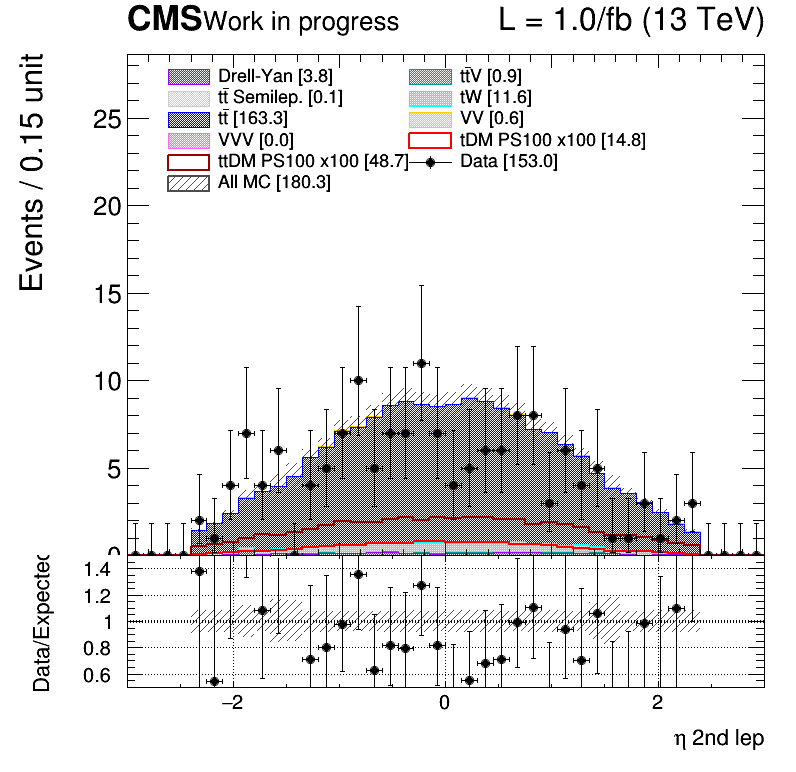 CMS Work in progress L = 1.0/fb (13 TeV)
Drell-Yan [3.8] tt̄V [0.9]
tt̄ Semilep. [0.1] tW [11.6]
tt̄ [163.3] VV [0.6]
VVV [0.0] tDM PS100 x100 [14.8]
ttDM PS100 x100 [48.7] Data [153.0]
All MC [180.3]
Events / 0.15 unit
25
20
15
10
5
0
Data/Expected
1.4
1.2
1
0.8
0.6
−2 0 2
η 2nd lep